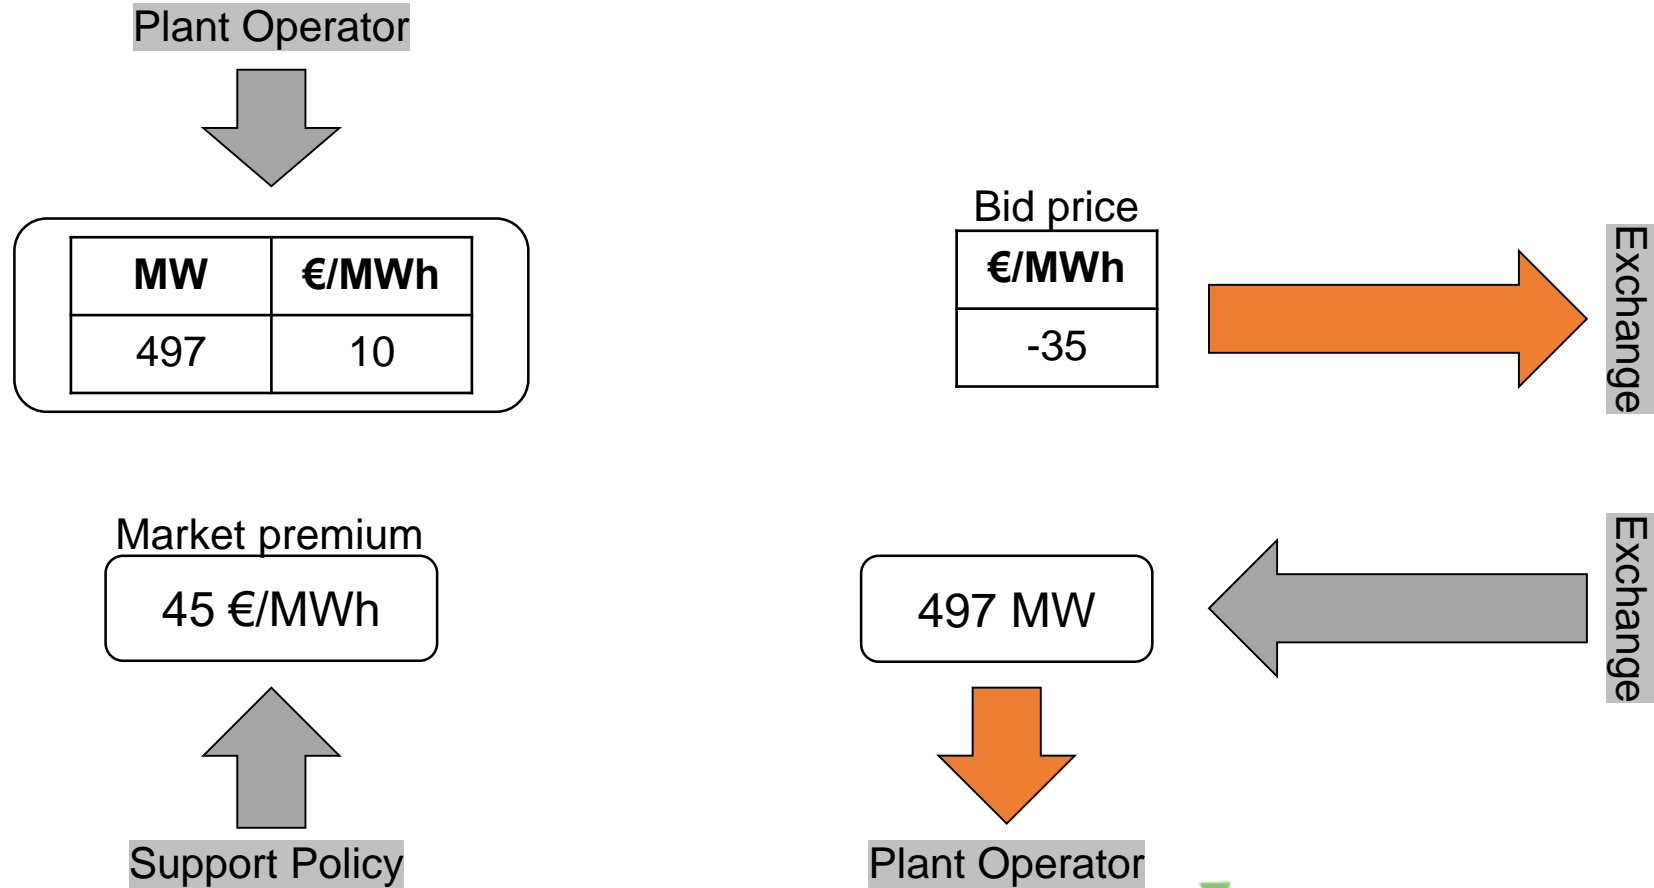 Plant Operator
MW €/MWh
497 10
Bid price
€/MWh
-35
Exchange
Market premium
45 €/MWh
Support Policy
497 MW
Exchange
Plant Operator